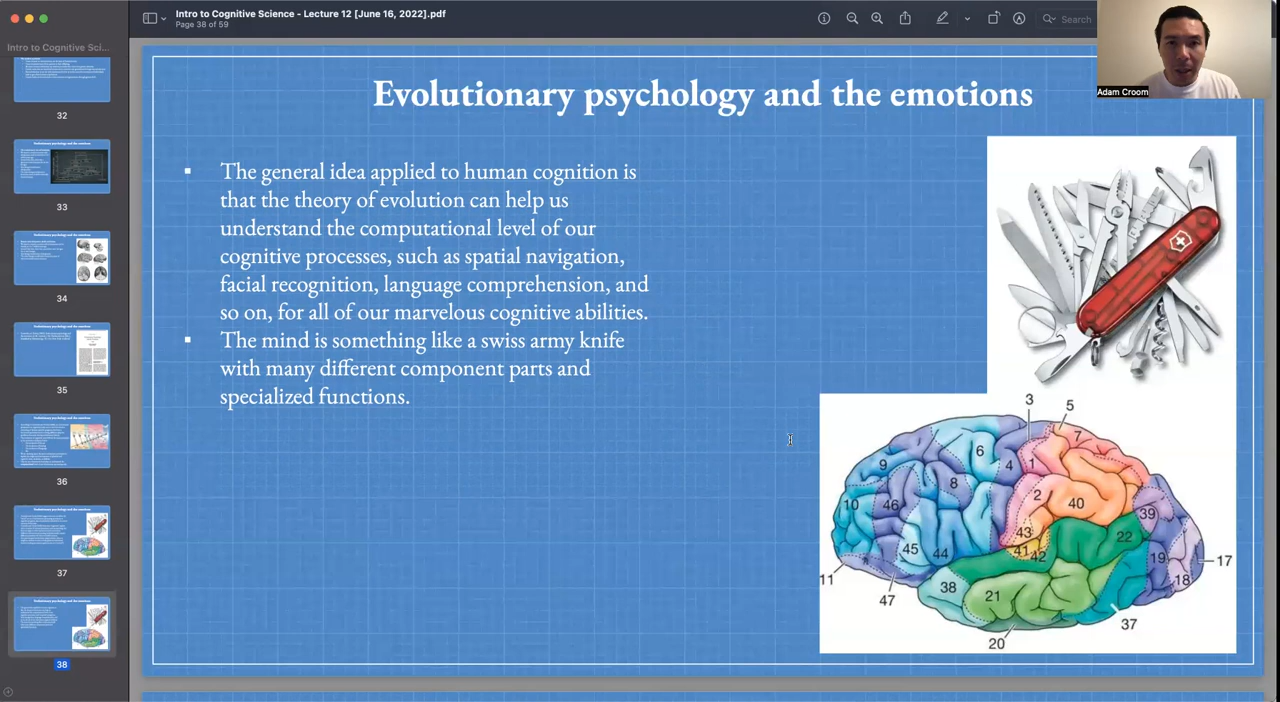 Intro to Cognitive Science - Lecture 12 [June 16, 2022].pdf
Page 38 of 59
Search
Intro to Cognitive Sci...
32
33
34
35
36
37
38
Adam Croom
Evolutionary psychology and the emotions
The general idea applied to human cognition is
that the theory of evolution can help us
understand the computational level of our
cognitive processes, such as spatial navigation,
facial recognition, language comprehension, and
so on, for all of our marvelous cognitive abilities.
The mind is something like a swiss army knife
with many different component parts and
specialized functions.
3
5
7
6
4
1
9
8
2
40
10
46
39
43
22
41
42
45
44
19
17
11
18
38
21
47
37
20